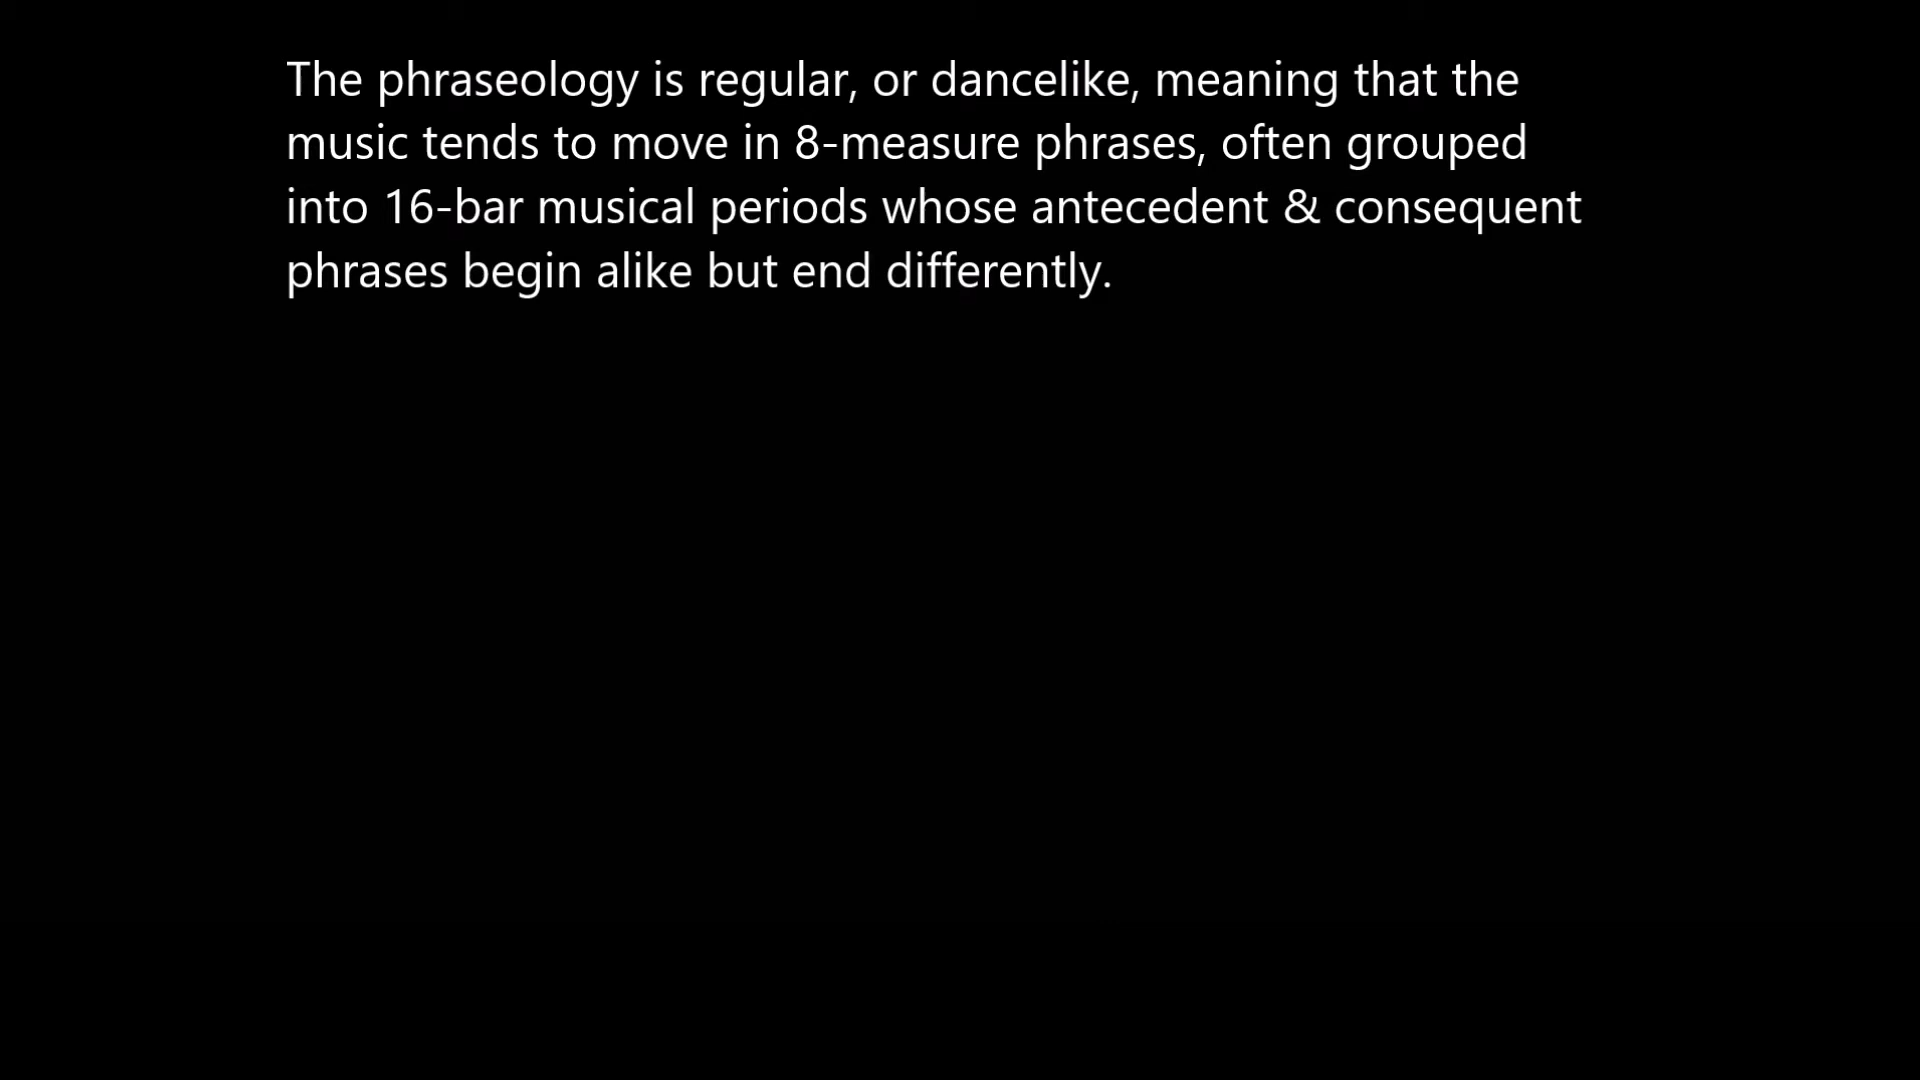 The phraseology is regular, or dancelike, meaning that the
music tends to move in 8-measure phrases, often grouped
into 16-bar musical periods whose antecedent & consequent
phrases begin alike but end differently.